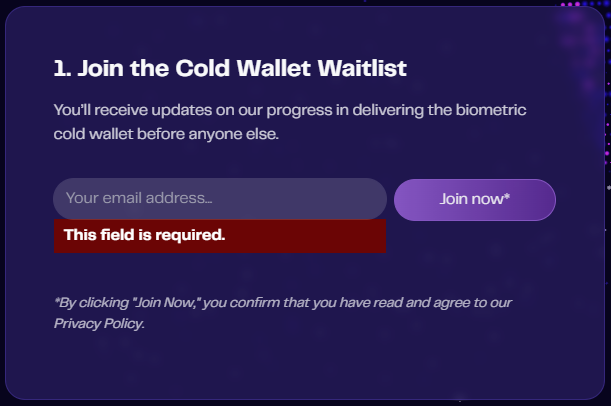 1. Join the Cold Wallet Waitlist
You'll receive updates on our progress in delivering the biometric
cold wallet before anyone else.
Your email address...
Join now*
This field is required.
*By clicking "Join Now," you confirm that you have read and agree to our
Privacy Policy.